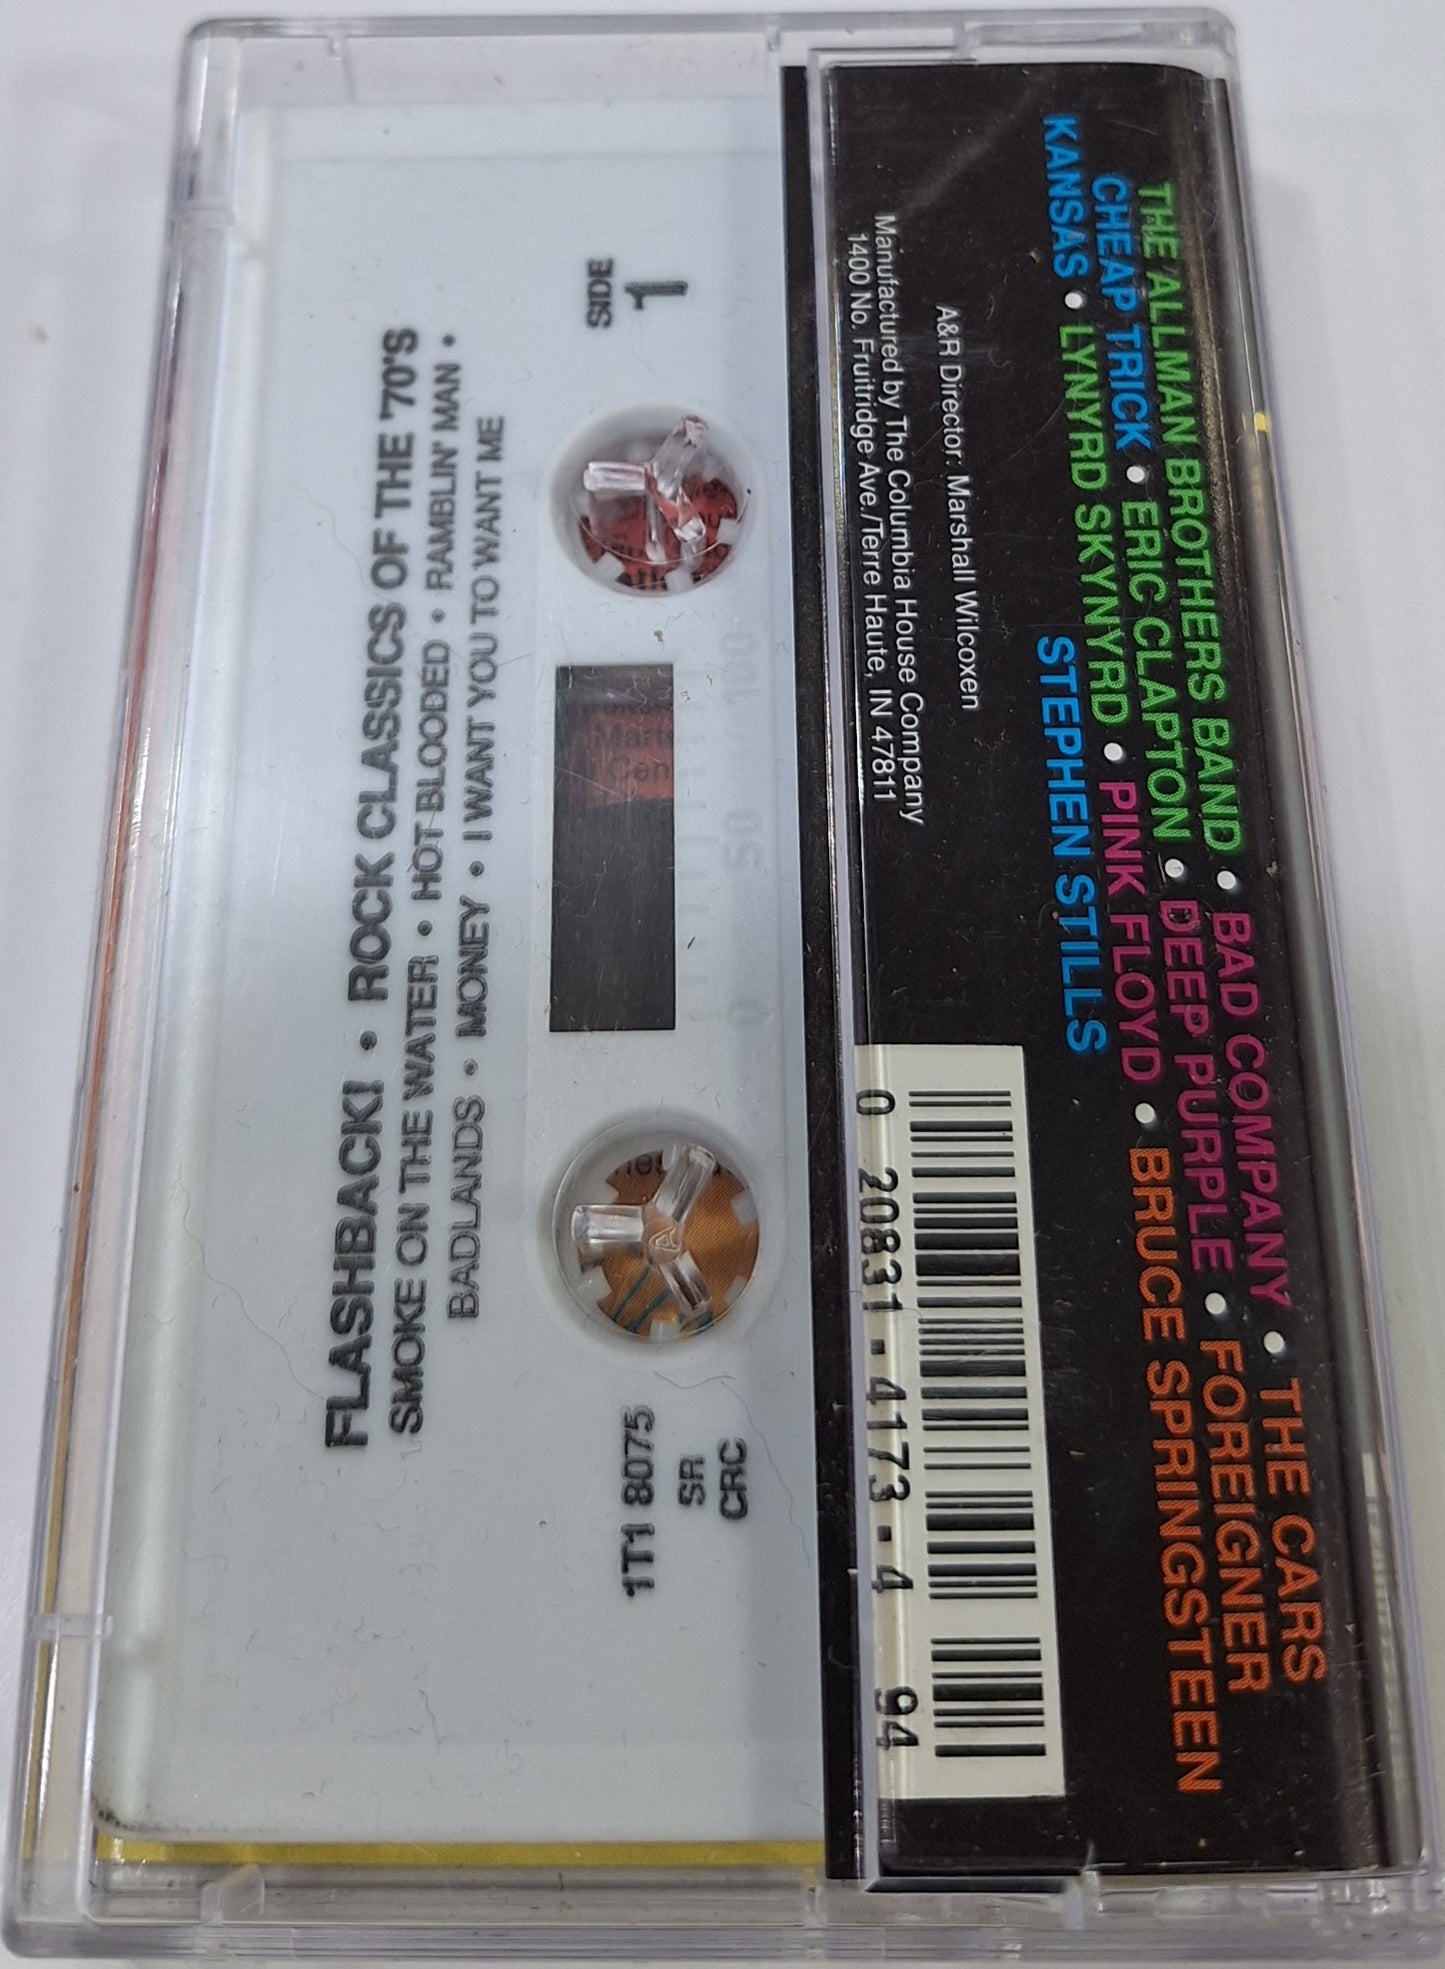 THE ALLMAN BROTHERS BAND • BAD COMPANY • THE CARS
CHEAP TRICK • ERIC CLAPTON • DEEP PURPLE • FOREIGNER
KANSAS • LYNYRD SKYNYRD • PINK FLOYD • BRUCE SPRINGSTEEN
STEPHEN STILLS
A&R Director: Marshall Wilcoxen
Manufactured by The Columbia House Company
1400 No. Fruitridge Ave./Terre Haute, IN 47811
0 20831-4173-4 94
FLASHBACK! • ROCK CLASSICS OF THE '70'S
SMOKE ON THE WATER • HOT BLOODED • RAMBLIN' MAN •
BADLANDS • MONEY • I WANT YOU TO WANT ME
SIDE
1
1T1 8075
SR
CRC
0 50 100